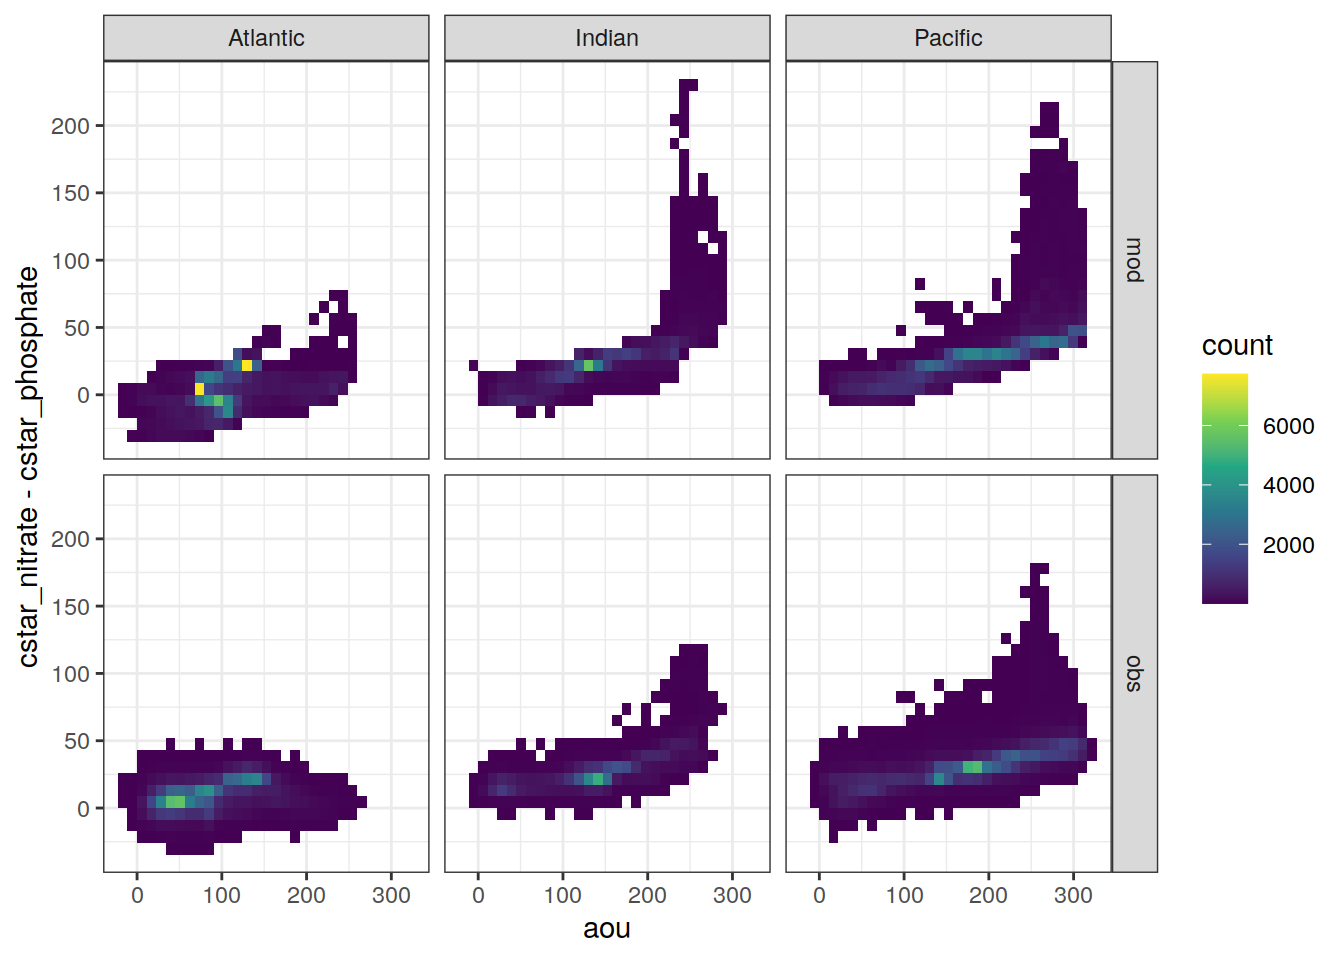 Atlantic Indian Pacific
200
150
100
50
0
mod
200
150
100
50
0
obs
0 100 200 300 0 100 200 300 0 100 200 300
aou
cstar_nitrate - cstar_phosphate
count
6000
4000
2000